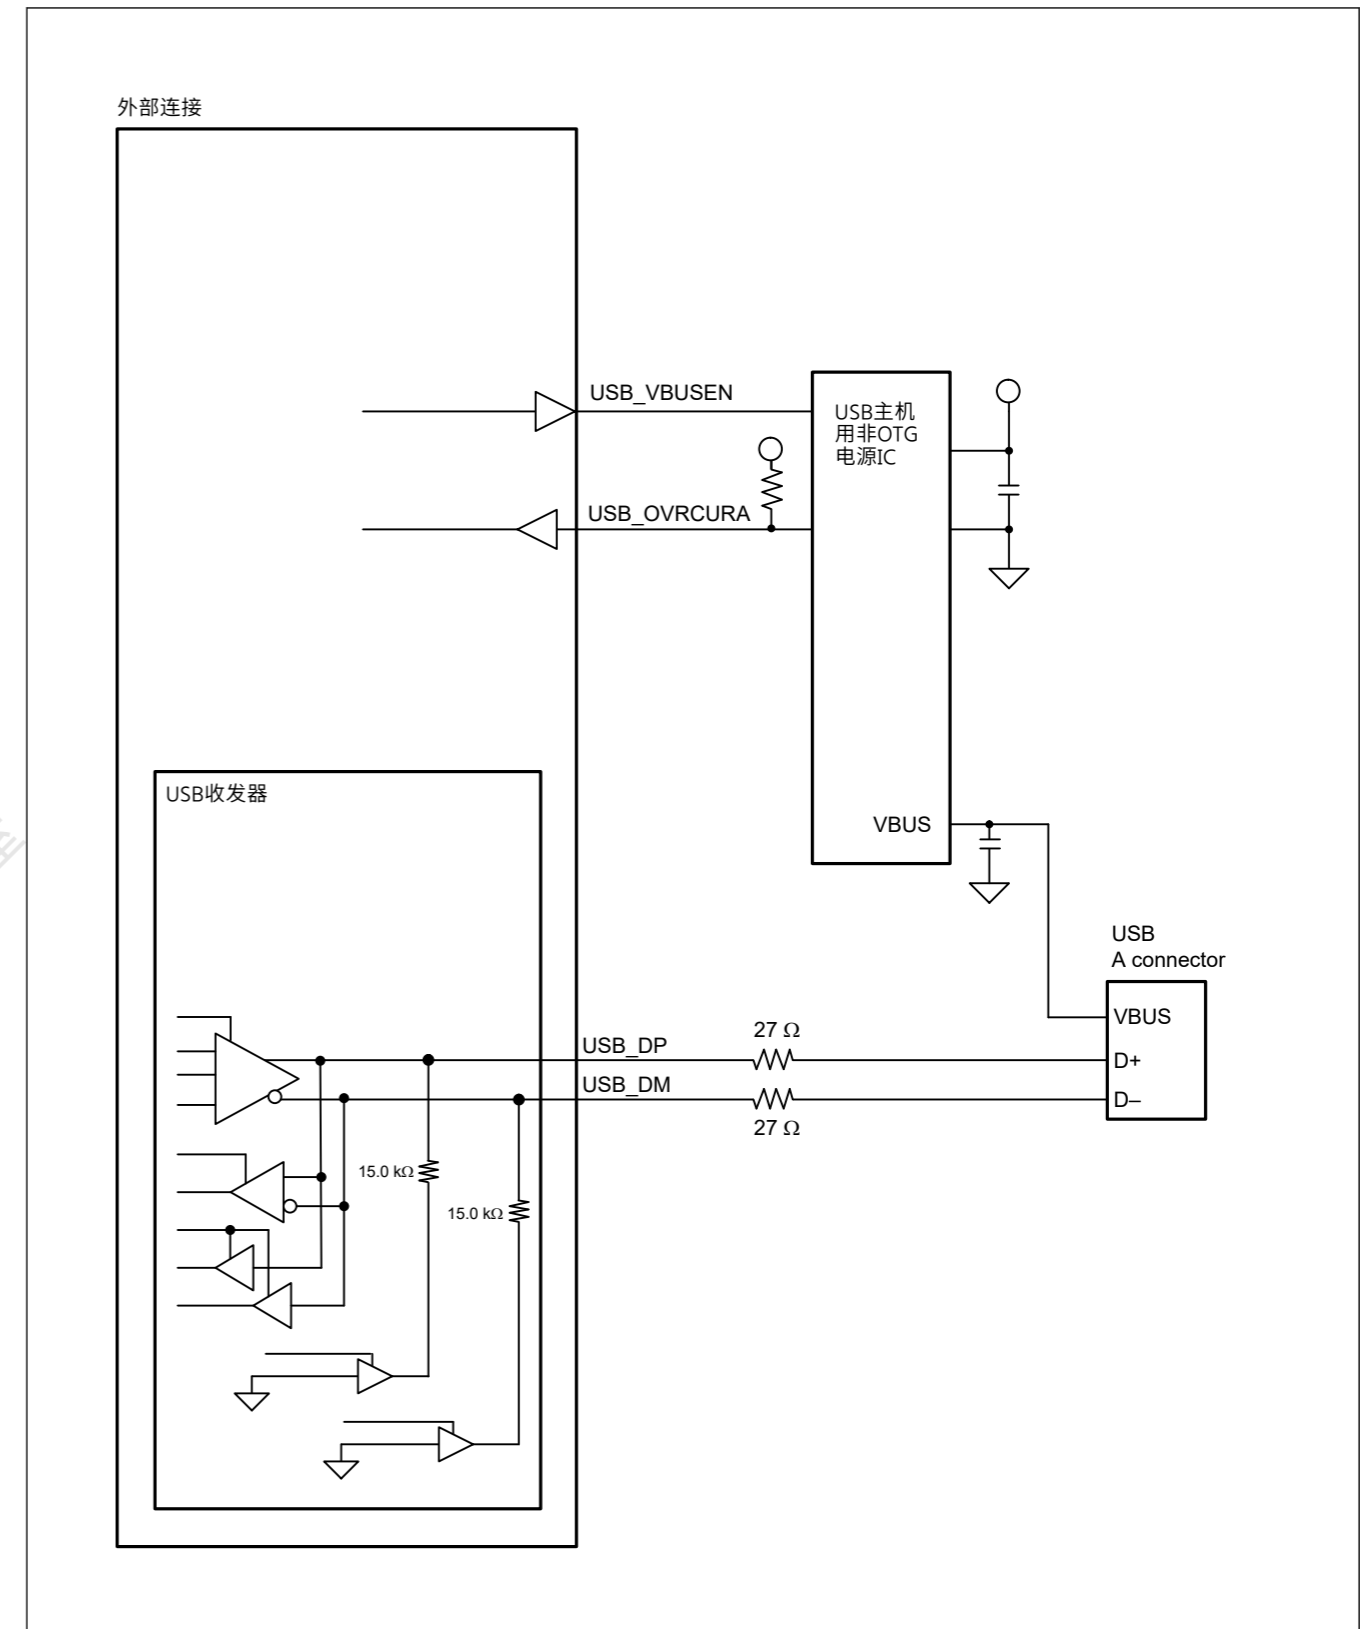 外部连接
USB_VBUSEN
USB主机
用非OTG
电源IC
USB_OVRCURA
USB收发器
VBUS
USB
A connector
VBUS
27 Ω
USB_DP
D+
USB_DM
D–
27 Ω
15.0 kΩ
15.0 kΩ